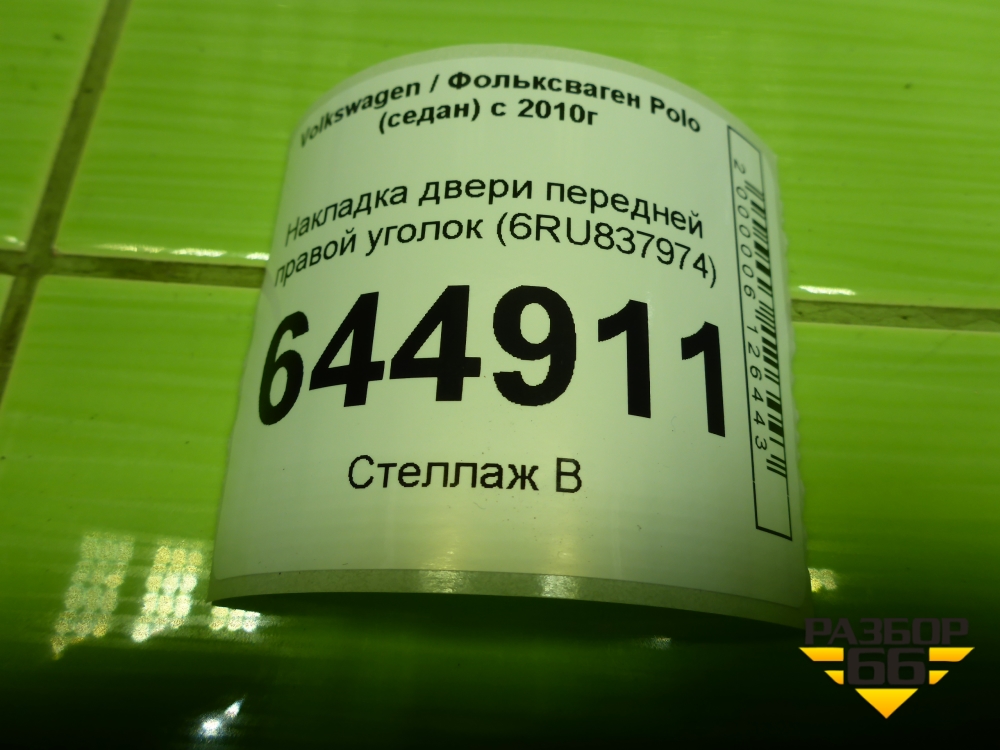 Volkswagen / Фольксваген Polo
(седан) с 2010г
Накладка двери передней
правой уголок (6RU837974)
644911
Стеллаж В
2000006126443
РАЗБОР
66